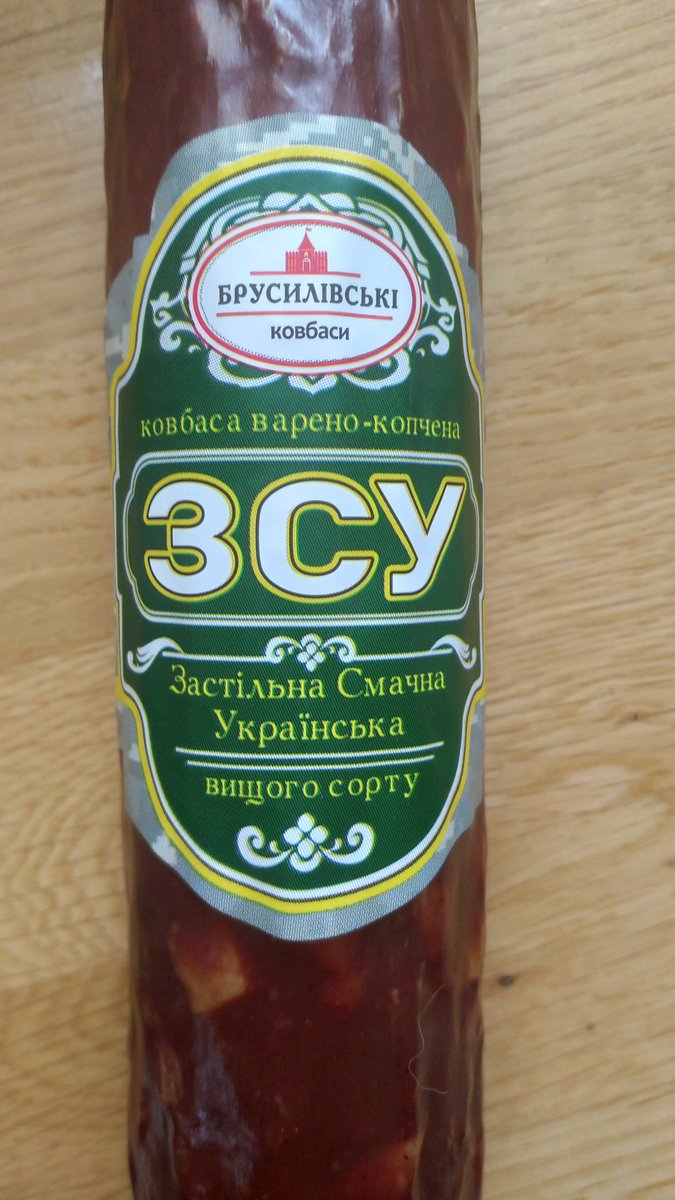 БРУСИЛІВСЬКІ
ковбаси
ковбаса варено-копчена
ЗСУ
Застільна Смачна
Українська
вищого сорту